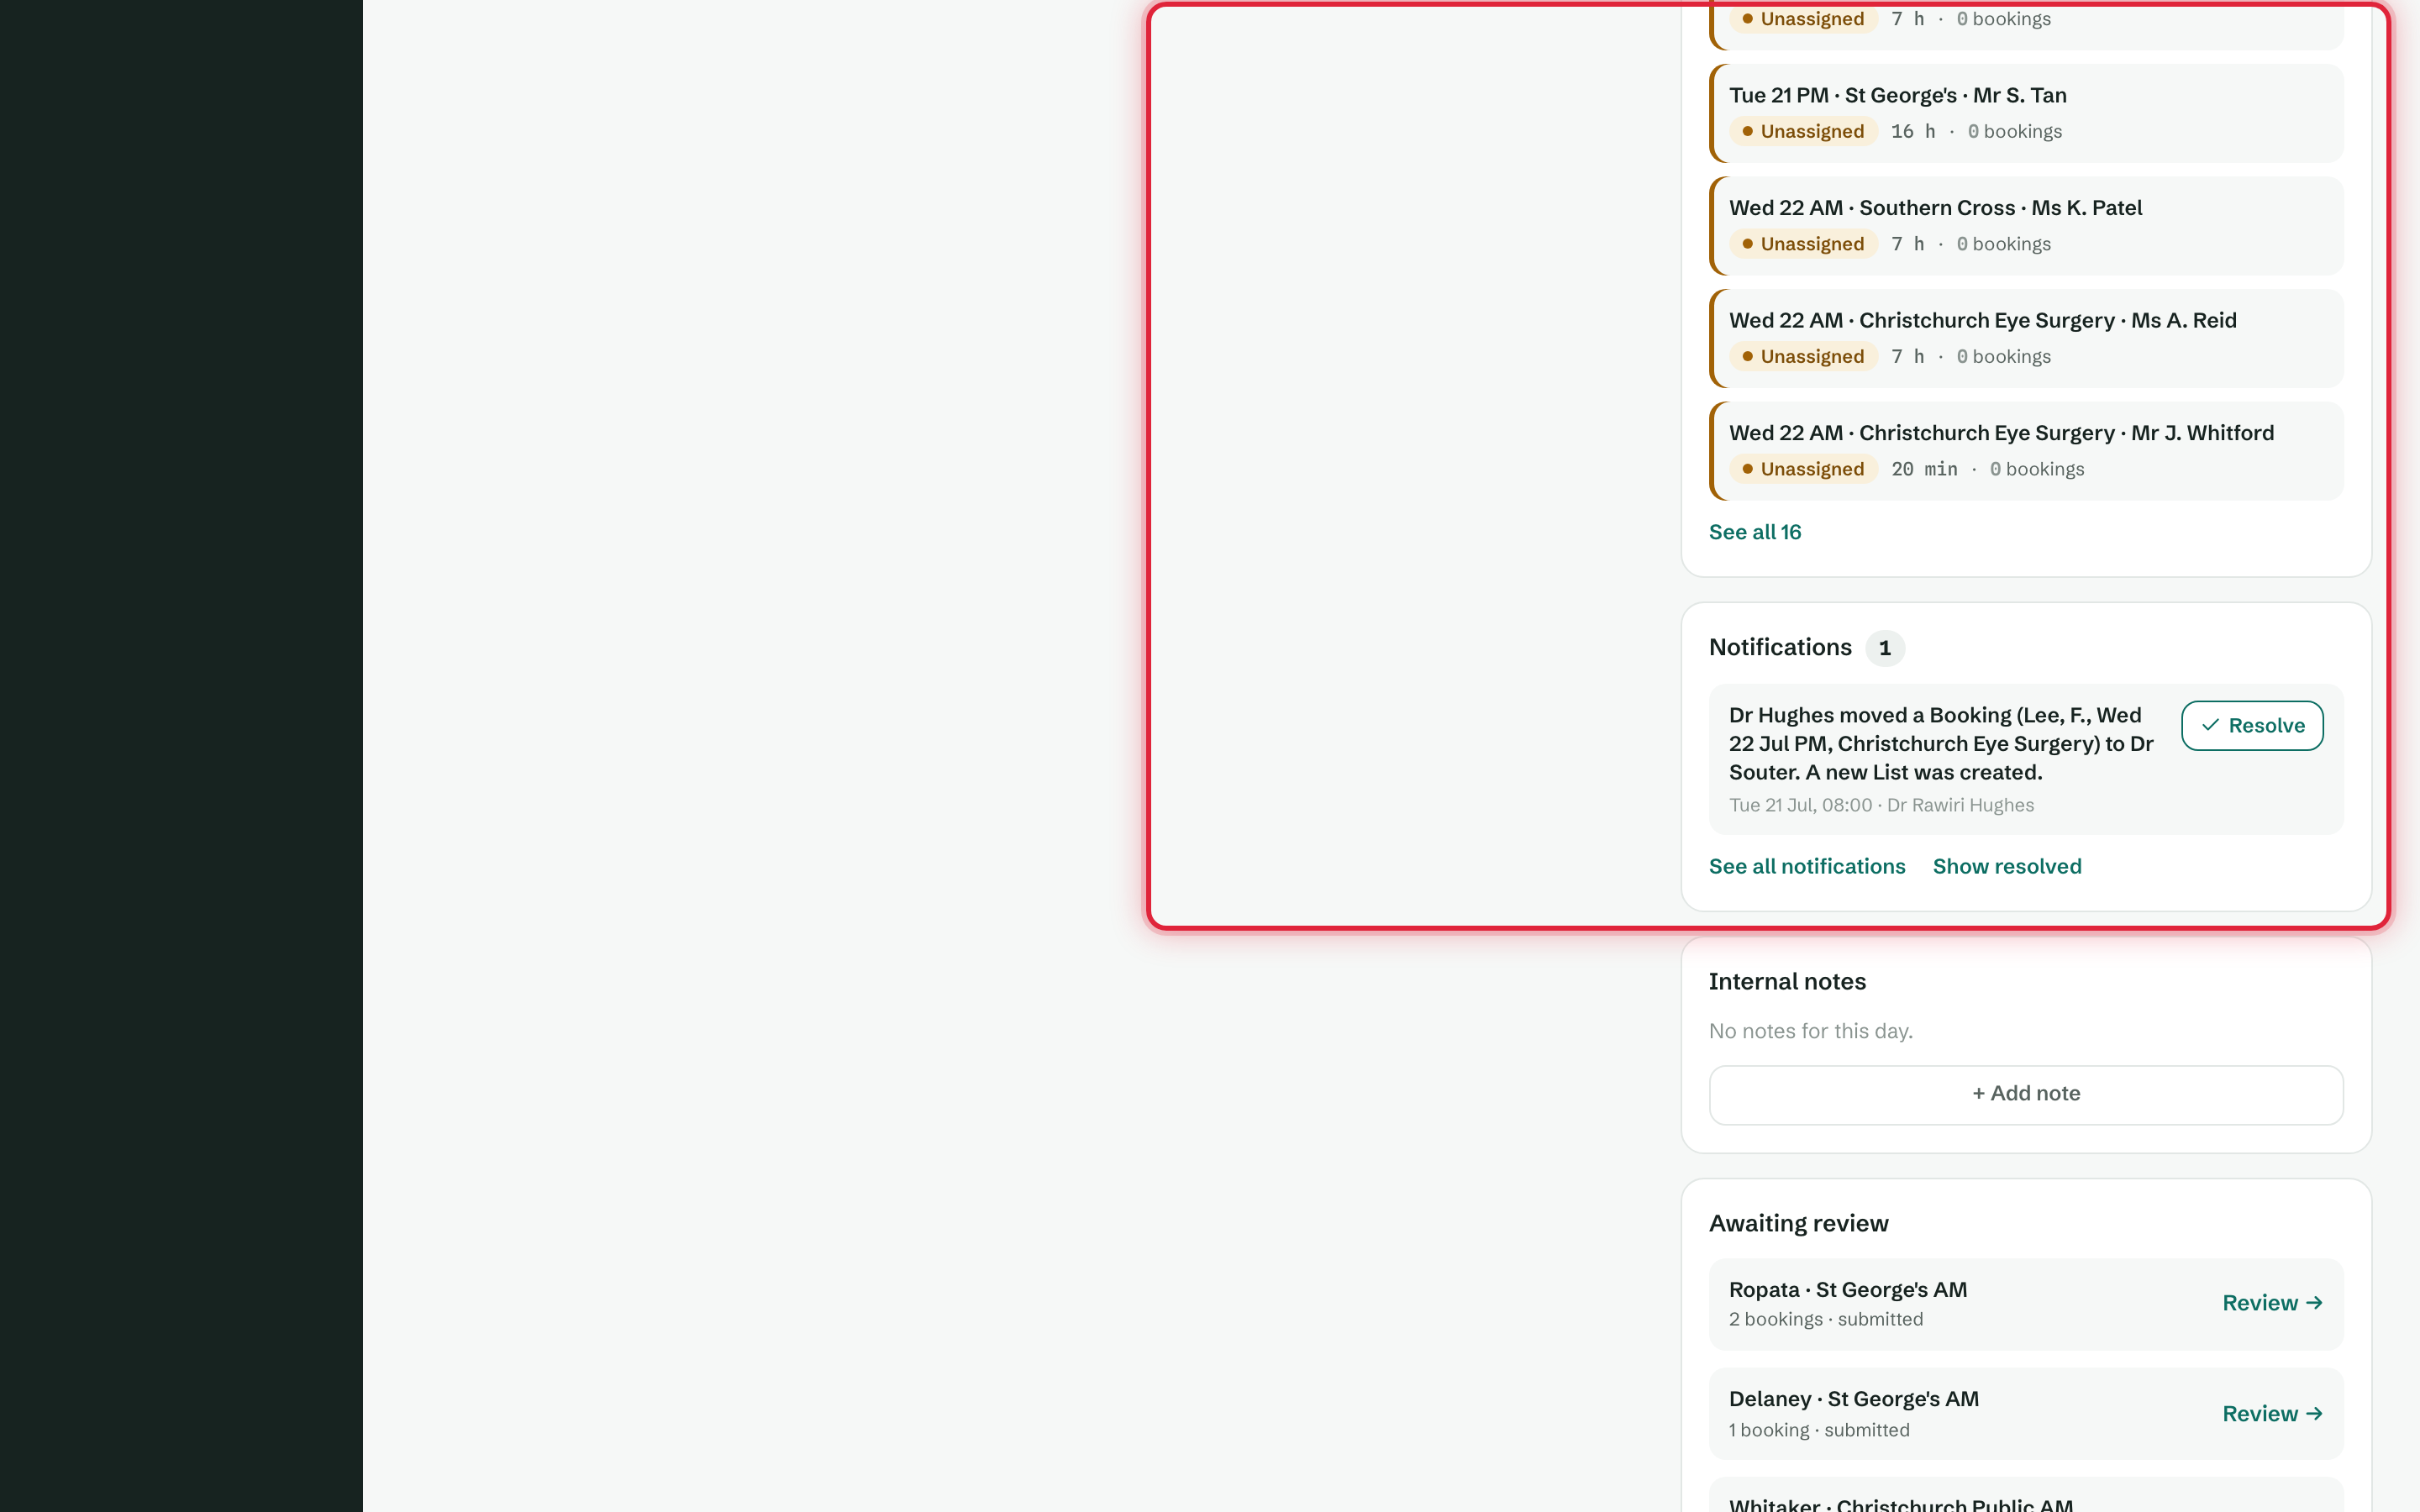 Unassigned 7 h · 0 bookings
Tue 21 PM · St George's · Mr S. Tan
Unassigned 16 h · 0 bookings
Wed 22 AM · Southern Cross · Ms K. Patel
Unassigned 7 h · 0 bookings
Wed 22 AM · Christchurch Eye Surgery · Ms A. Reid
Unassigned 7 h · 0 bookings
Wed 22 AM · Christchurch Eye Surgery · Mr J. Whitford
Unassigned 20 min · 0 bookings
See all 16
Notifications 1
Dr Hughes moved a Booking (Lee, F., Wed
22 Jul PM, Christchurch Eye Surgery) to Dr
Souter. A new List was created.
Resolve
Tue 21 Jul, 08:00 · Dr Rawiri Hughes
See all notifications Show resolved
Internal notes
No notes for this day.
+ Add note
Awaiting review
Ropata · St George's AM
2 bookings · submitted
Review →
Delaney · St George's AM
1 booking · submitted
Review →
Whitaker · Christchurch Public AM